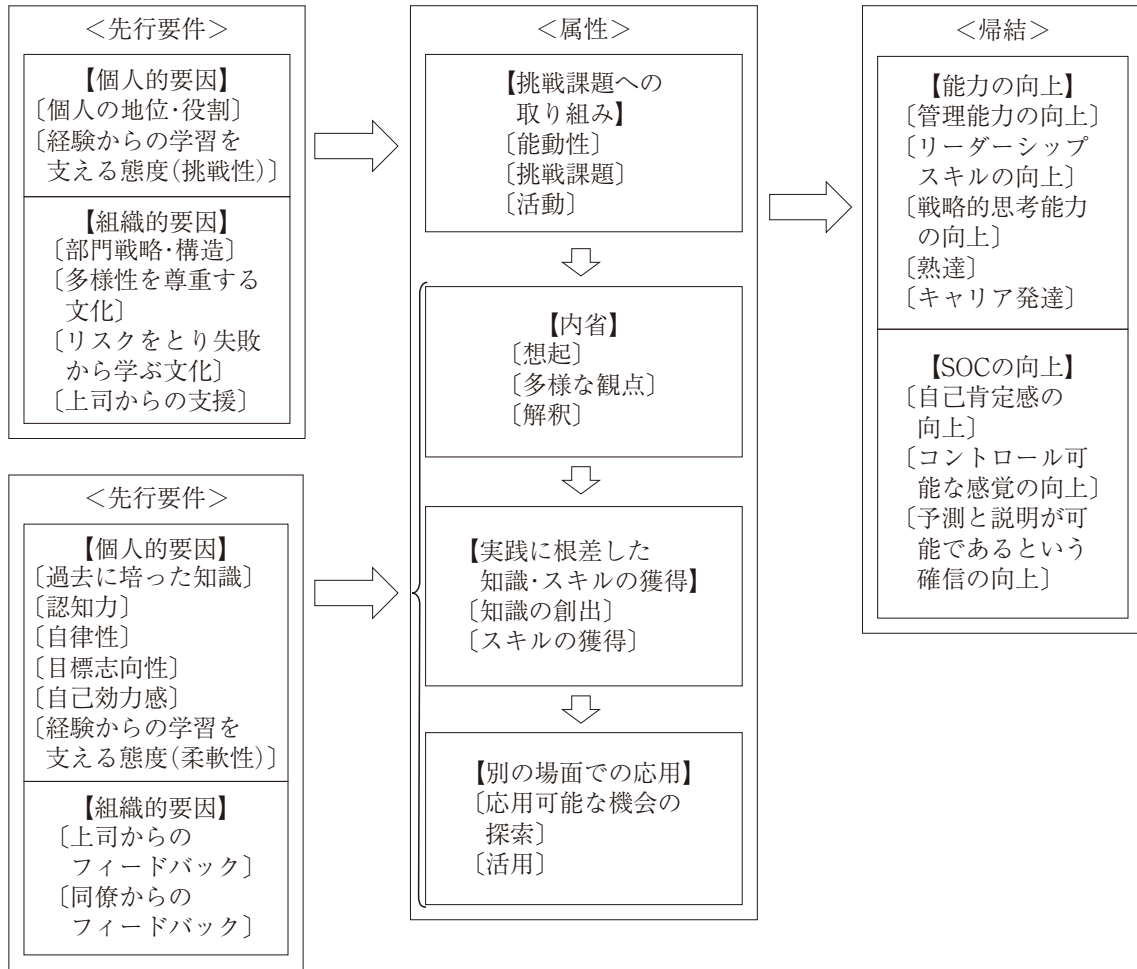 ＜先行要件＞
【個人的要因】
〔個人の地位・役割〕
〔経験からの学習を
支える態度（挑戦性）〕
【組織的要因】
〔部門戦略・構造〕
〔多様性を尊重する
文化〕
〔リスクをとり失敗
から学ぶ文化〕
〔上司からの支援〕
＜先行要件＞
【個人的要因】
〔過去に培った知識〕
〔認知力〕
〔自律性〕
〔目標志向性〕
〔自己効力感〕
〔経験からの学習を
支える態度（柔軟性）〕
【組織的要因】
〔上司からの
フィードバック〕
〔同僚からの
フィードバック〕
＜属性＞
【挑戦課題への
取り組み】
〔能動性〕
〔挑戦課題〕
〔活動〕
【内省】
〔想起〕
〔多様な観点〕
〔解釈〕
【実践に根差した
知識・スキルの獲得】
〔知識の創出〕
〔スキルの獲得〕
【別の場面での応用】
〔応用可能な機会の
探索〕
〔活用〕
＜帰結＞
【能力の向上】
〔管理能力の向上〕
〔リーダーシップ
スキルの向上〕
〔戦略的思考能力
の向上〕
〔熟達〕
〔キャリア発達〕
【SOCの向上】
〔自己肯定感の
向上〕
〔コントロール可
能な感覚の向上〕
〔予測と説明が可
能であるという
確信の向上〕